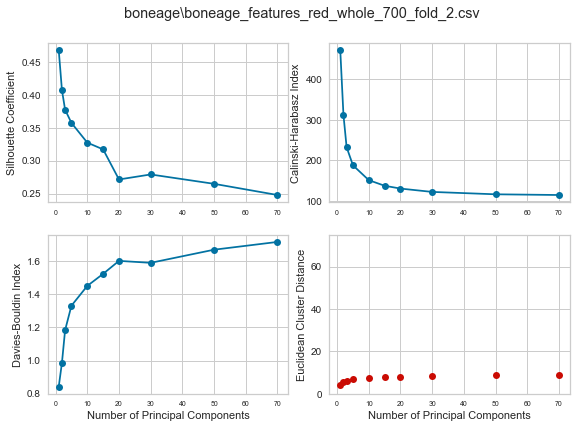 boneage\boneage_features_red_whole_700_fold_2.csv
Silhouette Coefficient
0.45
0.40
0.35
0.30
0.25
0 10 20 30 40 50 60 70
Calinski-Harabasz Index
400
300
200
100
0 10 20 30 40 50 60 70
Davies-Bouldin Index
1.6
1.4
1.2
1.0
0.8
0 10 20 30 40 50 60 70
Number of Principal Components
Euclidean Cluster Distance
60
40
20
0
0 10 20 30 40 50 60 70
Number of Principal Components